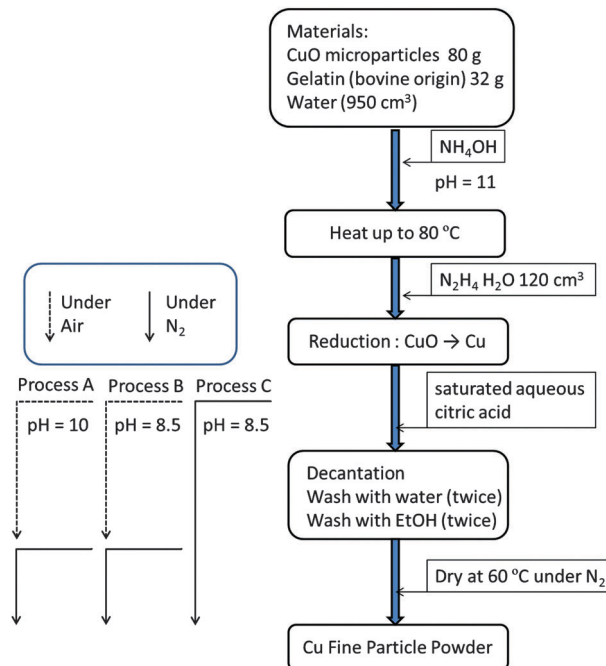 Materials:
CuO microparticles 80 g
Gelatin (bovine origin) 32 g
Water (950 cm³)
NH₄OH
pH = 11
Heat up to 80 ºC
N₂H₄ H₂O 120 cm³
Under Air
Under N₂
Reduction : CuO → Cu
Process A
Process B
Process C
pH = 10
pH = 8.5
pH = 8.5
saturated aqueous
citric acid
Decantation
Wash with water (twice)
Wash with EtOH (twice)
Dry at 60 ºC under N₂
Cu Fine Particle Powder